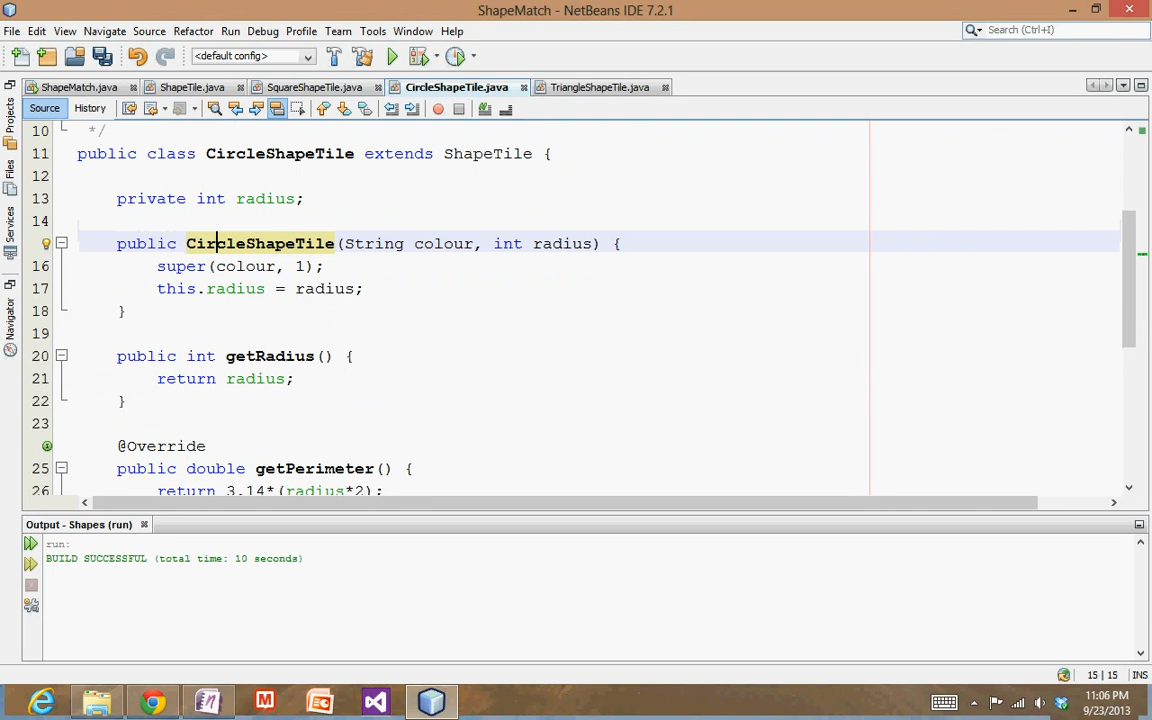 ShapeMatch - NetBeans IDE 7.2.1
File Edit View Navigate Source Refactor Run Debug Profile Team Tools Window Help
Search (Ctrl+I)
<default config>
ShapeMatch.java ShapeTile.java SquareShapeTile.java CircleShapeTile.java TriangleShapeTile.java
Source History
Projects
Files
Services
Navigator
10 */
11 public class CircleShapeTile extends ShapeTile {
12
13 private int radius;
14
public CircleShapeTile(String colour, int radius) {
16 super(colour, 1);
17 this.radius = radius;
18 }
19
20 public int getRadius() {
21 return radius;
22 }
23
@Override
25 public double getPerimeter() {
26 return 3.14*(radius*2);
Output - Shapes (run)
run:
BUILD SUCCESSFUL (total time: 10 seconds)
15 | 15 INS
11:06 PM
9/23/2013